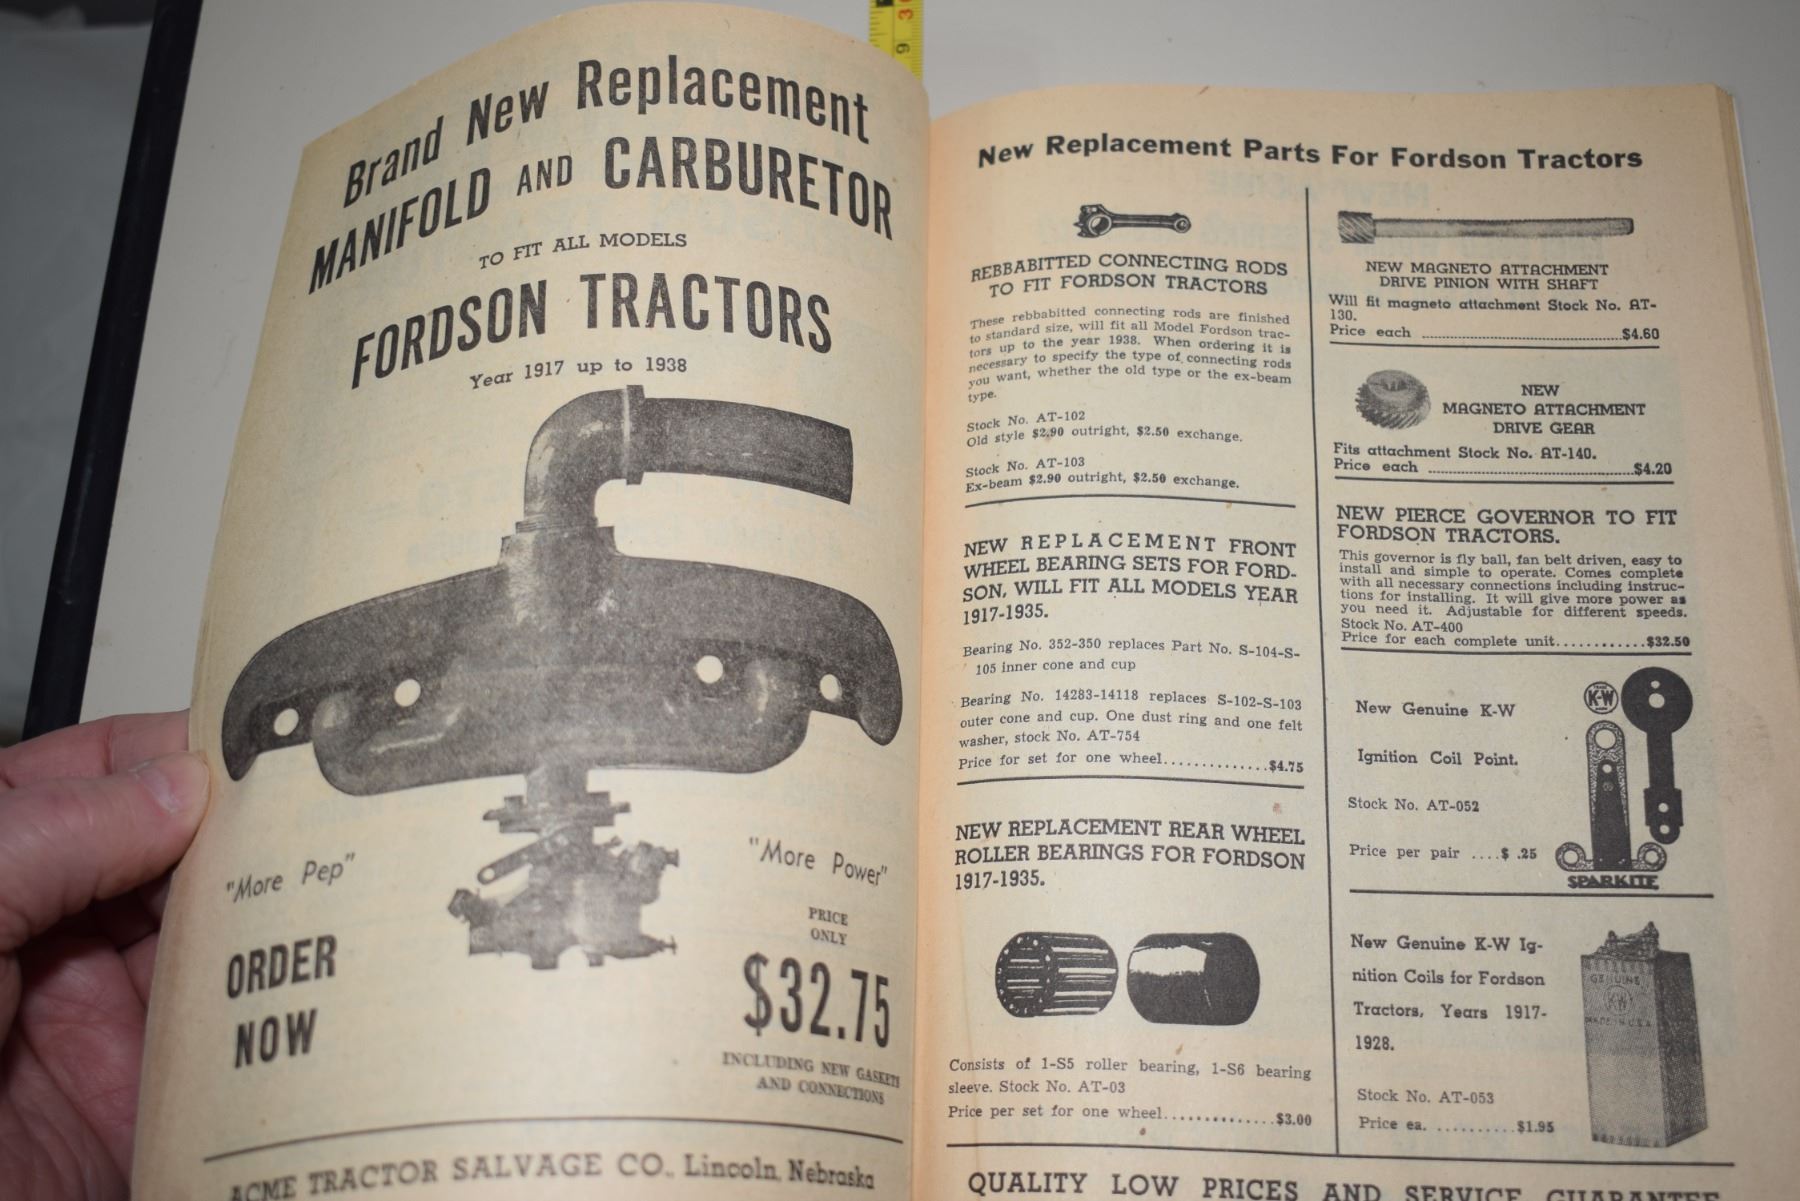 Brand New Replacement
MANIFOLD AND CARBURETOR
TO FIT ALL MODELS
FORDSON TRACTORS
Year 1917 up to 1938
"More Pep"
"More Power"
ORDER
NOW
PRICE
ONLY
$32.75
INCLUDING NEW GASKETS
AND CONNECTIONS
ACME TRACTOR SALVAGE CO., Lincoln, Nebraska
New Replacement Parts For Fordson Tractors
REBBABITTED CONNECTING RODS
TO FIT FORDSON TRACTORS
These rebbabitted connecting rods are finished
to standard size, will fit all Model Fordson trac-
tors up to the year 1938. When ordering it is
necessary to specify the type of connecting rods
you want, whether the old type or the ex-beam
type.
Stock No. AT-102
Old style $2.90 outright, $2.50 exchange.
Stock No. AT-103
Ex-beam $2.90 outright, $2.50 exchange.
NEW REPLACEMENT FRONT
WHEEL BEARING SETS FOR FORD-
SON, WILL FIT ALL MODELS YEAR
1917-1935.
Bearing No. 352-350 replaces Part No. S-104-S-
105 inner cone and cup
Bearing No. 14283-14118 replaces S-102-S-103
outer cone and cup. One dust ring and one felt
washer, stock No. AT-754
Price for set for one wheel.............$4.75
NEW REPLACEMENT REAR WHEEL
ROLLER BEARINGS FOR FORDSON
1917-1935.
Consists of 1-S5 roller bearing, 1-S6 bearing
sleeve. Stock No. AT-03
Price per set for one wheel.............$3.00
NEW MAGNETO ATTACHMENT
DRIVE PINION WITH SHAFT
Will fit magneto attachment Stock No. AT-
130.
Price each ..............................$4.60
NEW
MAGNETO ATTACHMENT
DRIVE GEAR
Fits attachment Stock No. AT-140.
Price each ..............................$4.20
NEW PIERCE GOVERNOR TO FIT
FORDSON TRACTORS.
This governor is fly ball, fan belt driven, easy to
install and simple to operate. Comes complete
with all necessary connections including instruc-
tions for installing. It will give more power as
you need it. Adjustable for different speeds.
Stock No. AT-400
Price for each complete unit............$32.50
New Genuine K-W
Ignition Coil Point.
Stock No. AT-052
Price per pair ....$ .25
K-W
SPARKITE
New Genuine K-W Ig-
nition Coils for Fordson
Tractors, Years 1917-
1928.
Stock No. AT-053
Price ea. ..........$1.95
GENUINE
K-W
MADE IN U.S.A.
QUALITY LOW PRICES AND SERVICE GUARANTEE
9 3